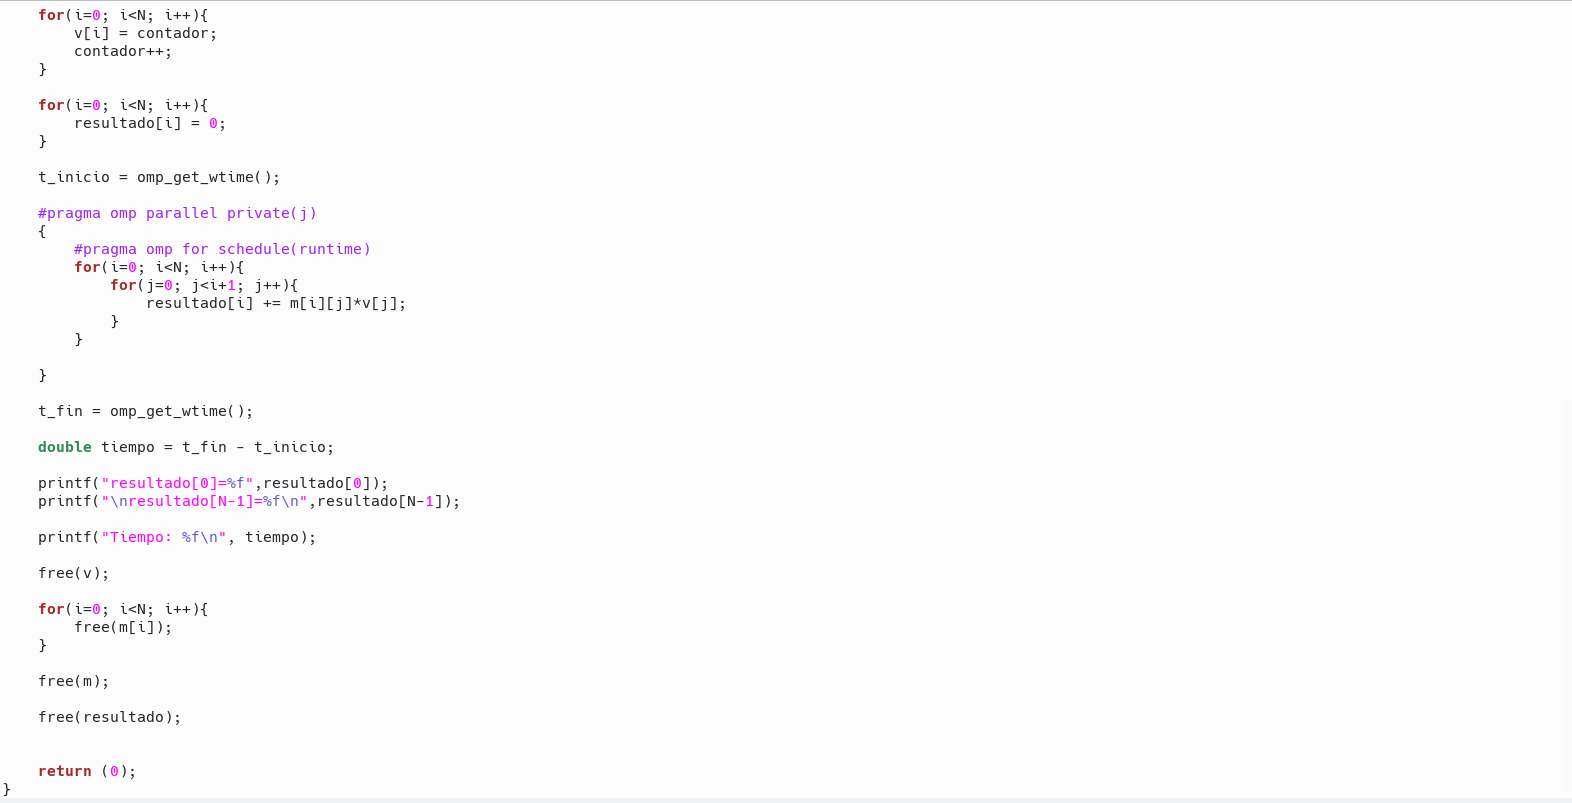 for(i=0; i<N; i++){
v[i] = contador;
contador++;
}
for(i=0; i<N; i++){
resultado[i] = 0;
}
t_inicio = omp_get_wtime();
#pragma omp parallel private(j)
{
#pragma omp for schedule(runtime)
for(i=0; i<N; i++){
for(j=0; j<i+1; j++){
resultado[i] += m[i][j]*v[j];
}
}
}
t_fin = omp_get_wtime();
double tiempo = t_fin - t_inicio;
printf("resultado[0]=%f",resultado[0]);
printf("\nresultado[N-1]=%f\n",resultado[N-1]);
printf("Tiempo: %f\n", tiempo);
free(v);
for(i=0; i<N; i++){
free(m[i]);
}
free(m);
free(resultado);
return (0);
}